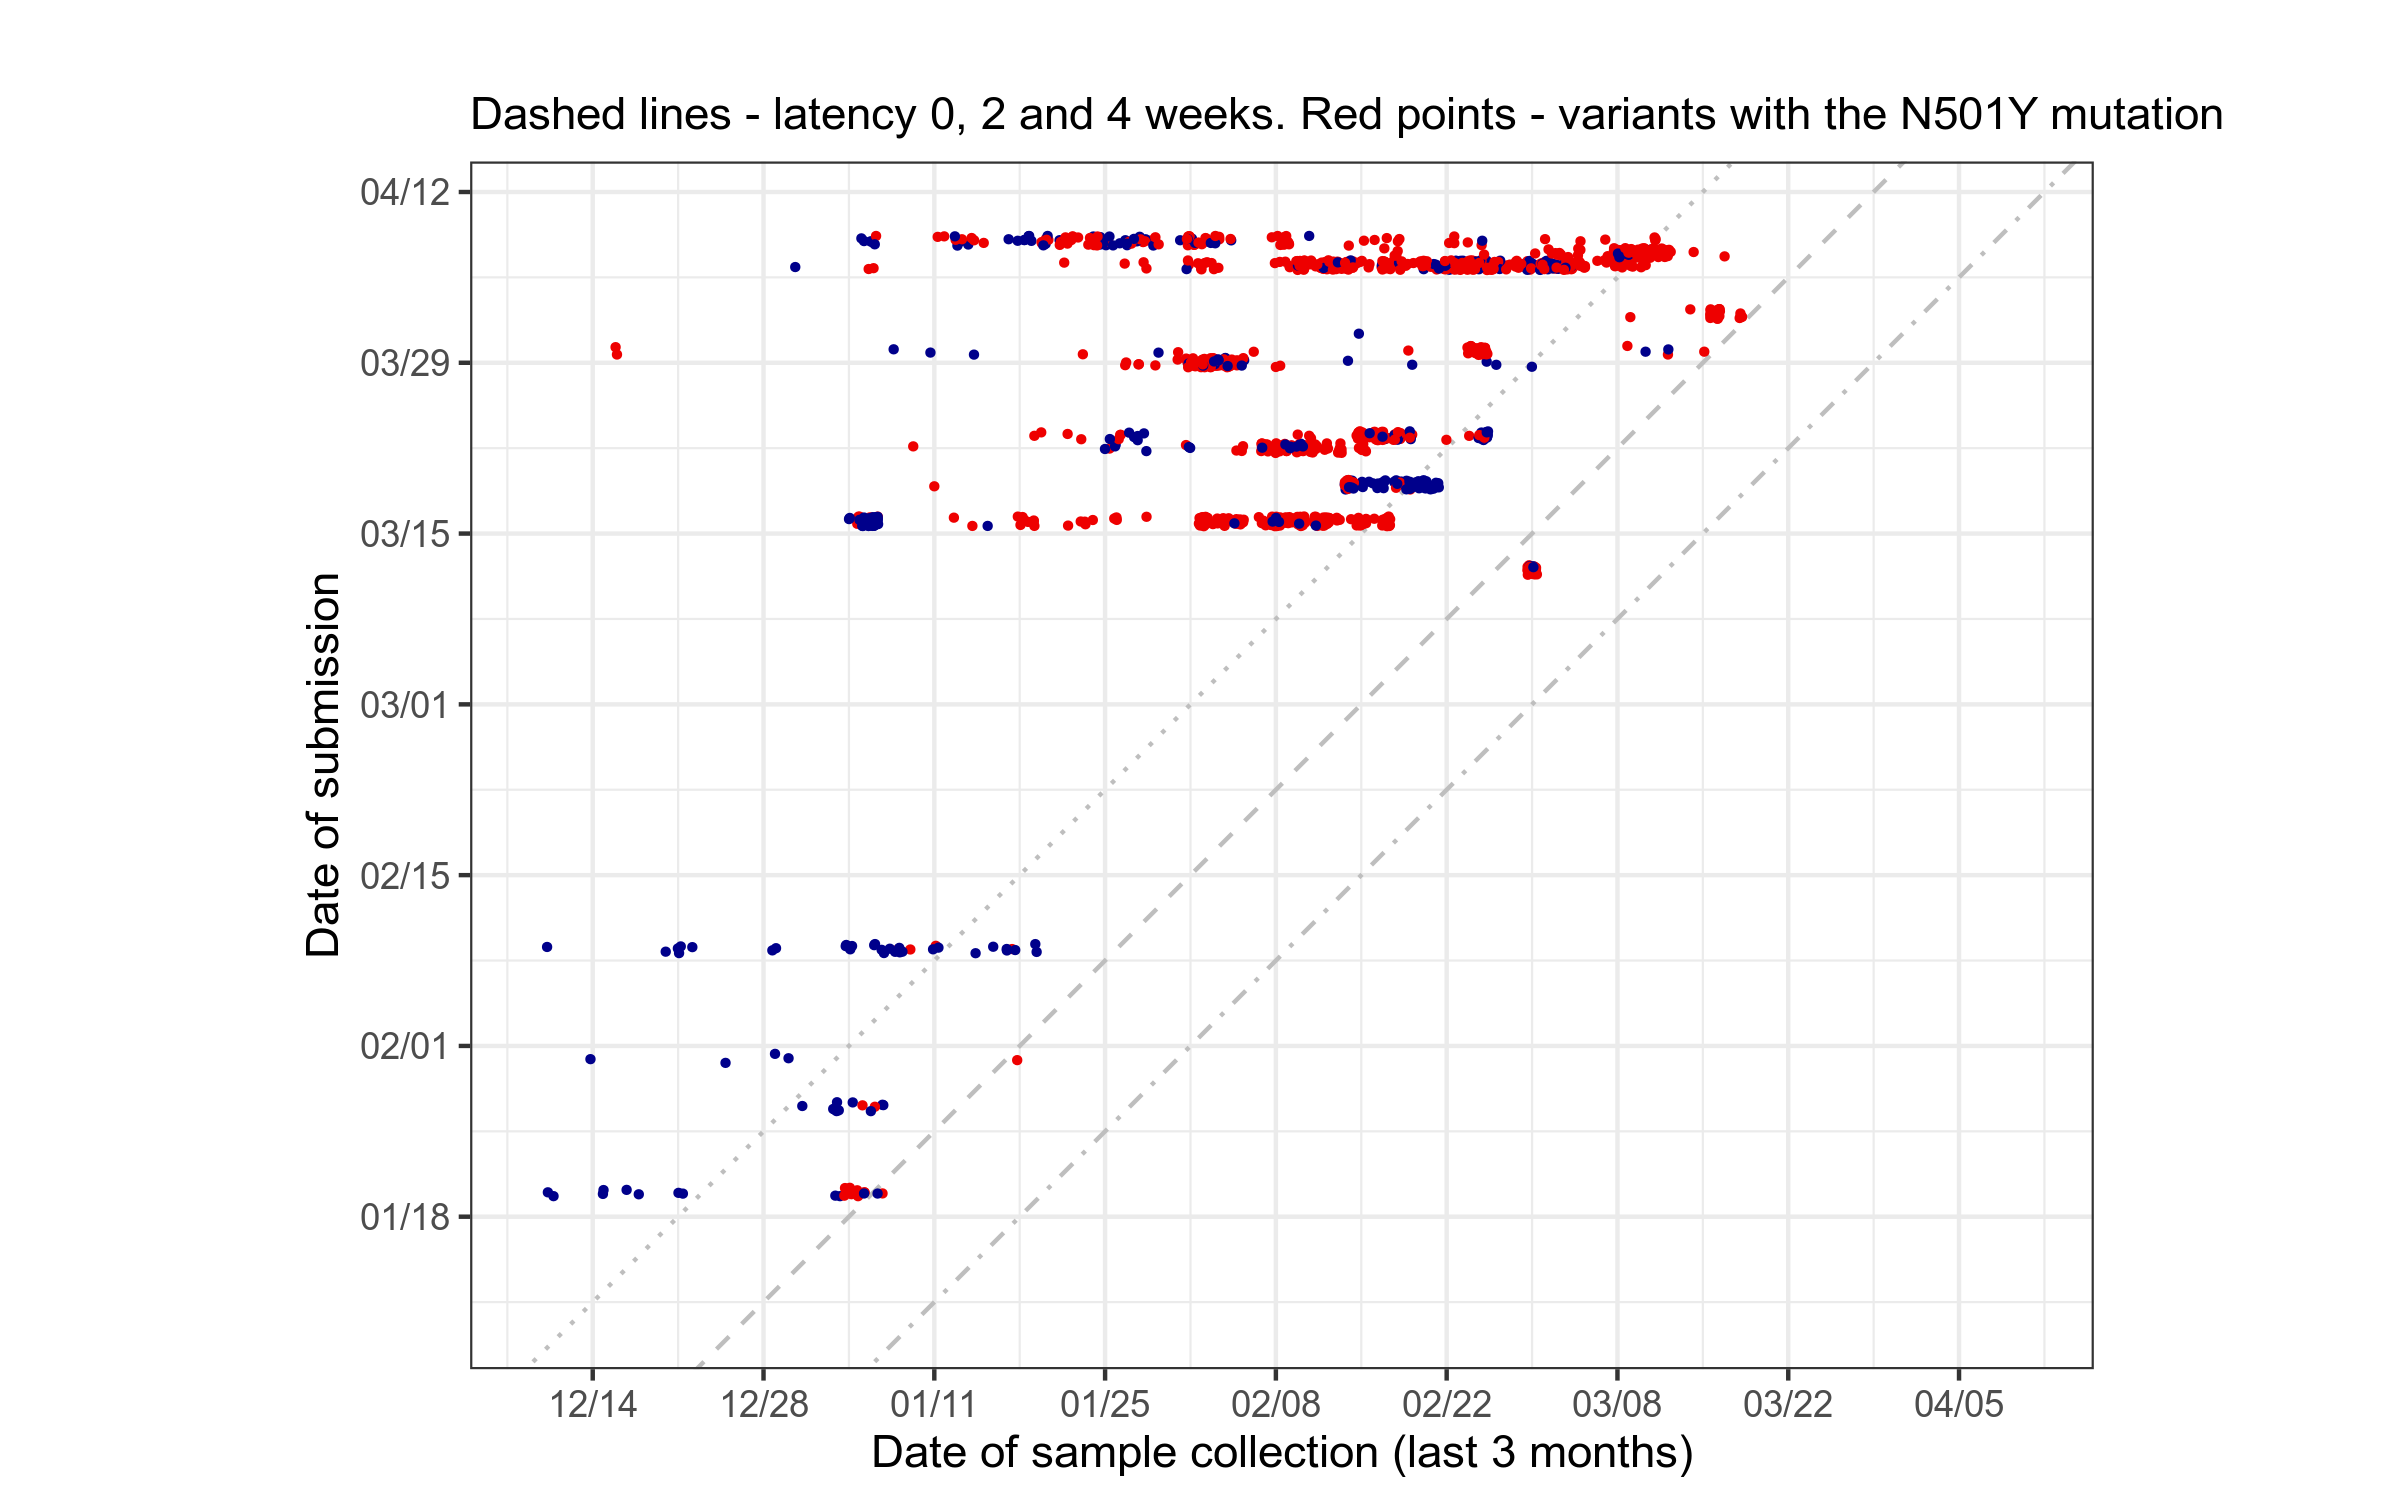 Dashed lines - latency 0, 2 and 4 weeks. Red points - variants with the N501Y mutation
04/12
03/29
03/15
03/01
02/15
02/01
01/18
Date of submission
12/14 12/28 01/11 01/25 02/08 02/22 03/08 03/22 04/05
Date of sample collection (last 3 months)